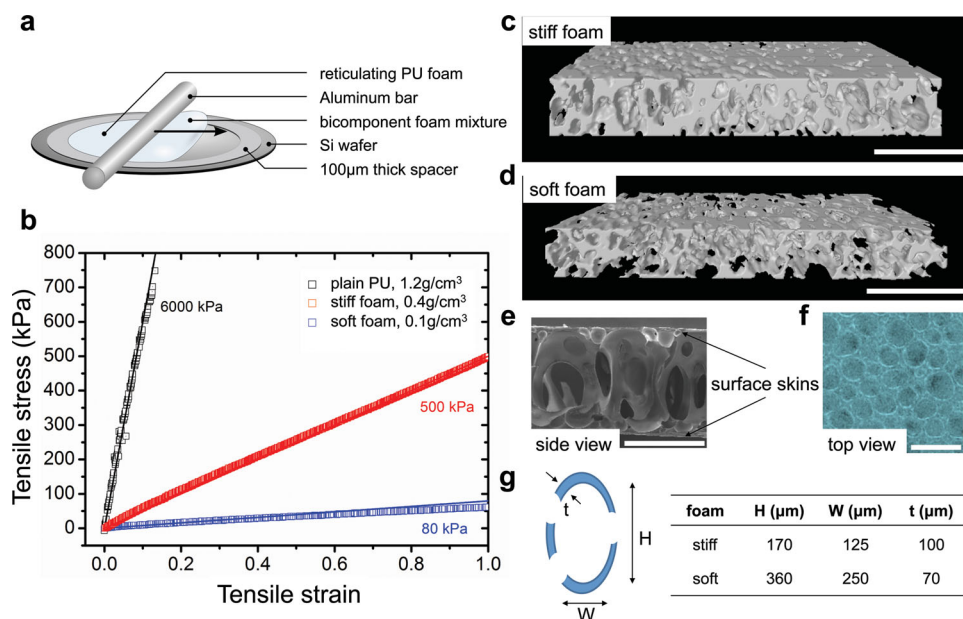 a
reticulating PU foam
Aluminum bar
bicomponent foam mixture
Si wafer
100µm thick spacer
b
800
700
600
500
400
300
200
100
0
0.0 0.2 0.4 0.6 0.8 1.0
Tensile stress (kPa)
Tensile strain
6000 kPa
plain PU, 1.2g/cm³
stiff foam, 0.4g/cm³
soft foam, 0.1g/cm³
500 kPa
80 kPa
c
stiff foam
d
soft foam
e
side view
surface skins
f
top view
g
t
H
W
foam H (µm) W (µm) t (µm)
stiff 170 125 100
soft 360 250 70